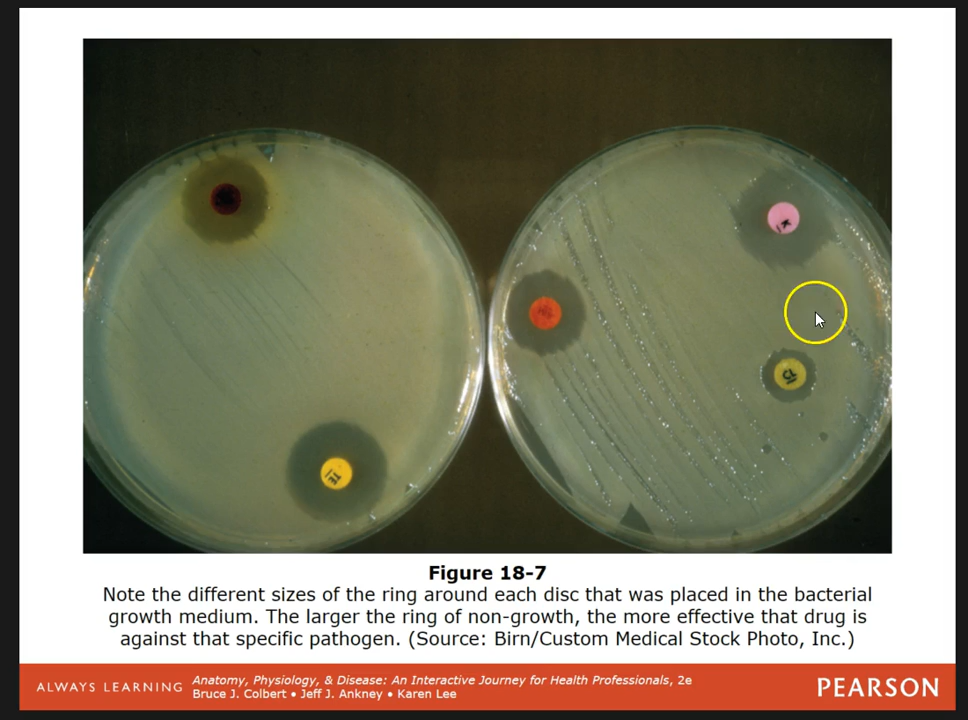 Figure 18-7
Note the different sizes of the ring around each disc that was placed in the bacterial
growth medium. The larger the ring of non-growth, the more effective that drug is
against that specific pathogen. (Source: Birn/Custom Medical Stock Photo, Inc.)
ALWAYS LEARNING
Anatomy, Physiology, & Disease: An Interactive Journey for Health Professionals, 2e
Bruce J. Colbert • Jeff J. Ankney • Karen Lee
PEARSON